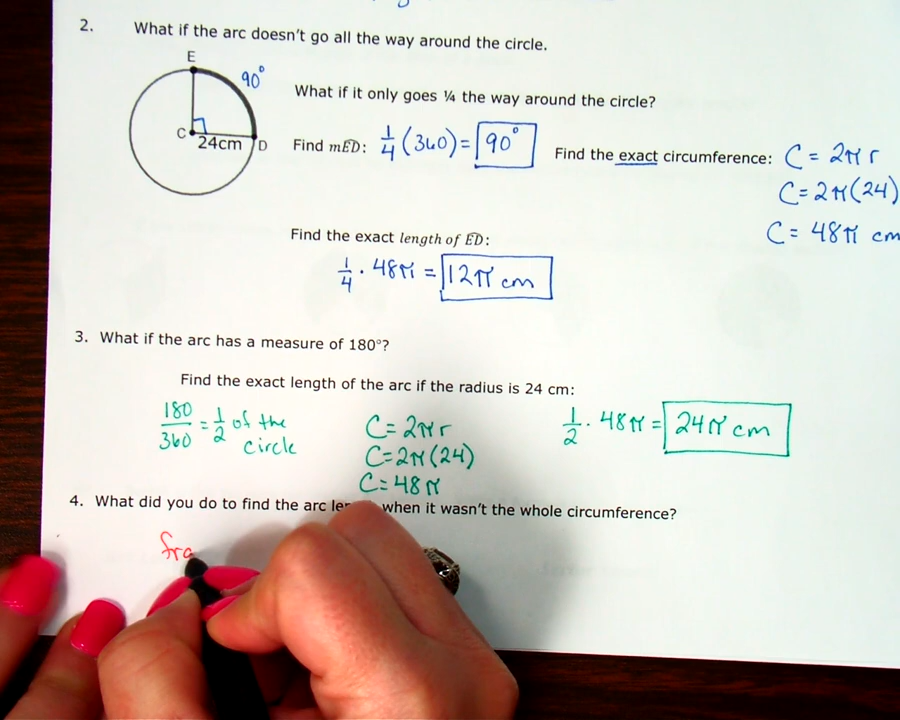 2. What if the arc doesn't go all the way around the circle.
E
90°
C
24cm
D
What if it only goes ¼ the way around the circle?
Find mED: 1/4 (360) = 90°
Find the exact circumference: C = 2πr
C = 2π(24)
C = 48π cm
Find the exact length of ED:
1/4 · 48π = 12π cm
3. What if the arc has a measure of 180°?
Find the exact length of the arc if the radius is 24 cm:
180/360 = 1/2 of the circle
C = 2πr
C = 2π(24)
C = 48π
1/2 · 48π = 24π cm
4. What did you do to find the arc when it wasn't the whole circumference?
fra